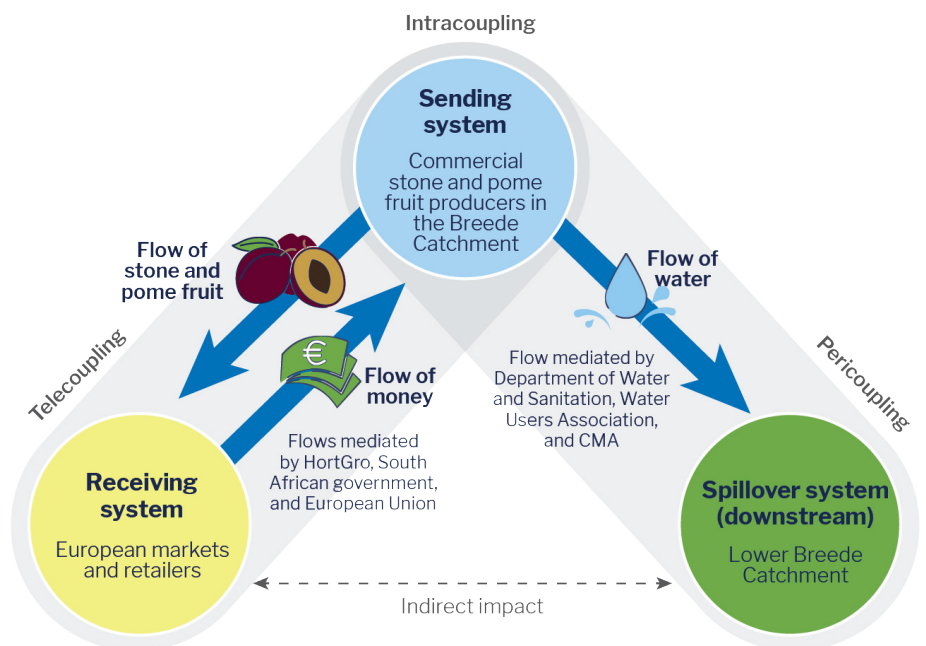 Intracoupling
Sending
system
Commercial
stone and pome
fruit producers in
the Breede
Catchment
Flow of
stone and
pome fruit
Flow of
water
€
Flow of
money
Telecoupling
Pericoupling
Flow mediated by
Department of Water
and Sanitation, Water
Users Association,
and CMA
Flows mediated
by HortGro, South
African government,
and European Union
Receiving
system
European markets
and retailers
Spillover system
(downstream)
Lower Breede
Catchment
Indirect impact